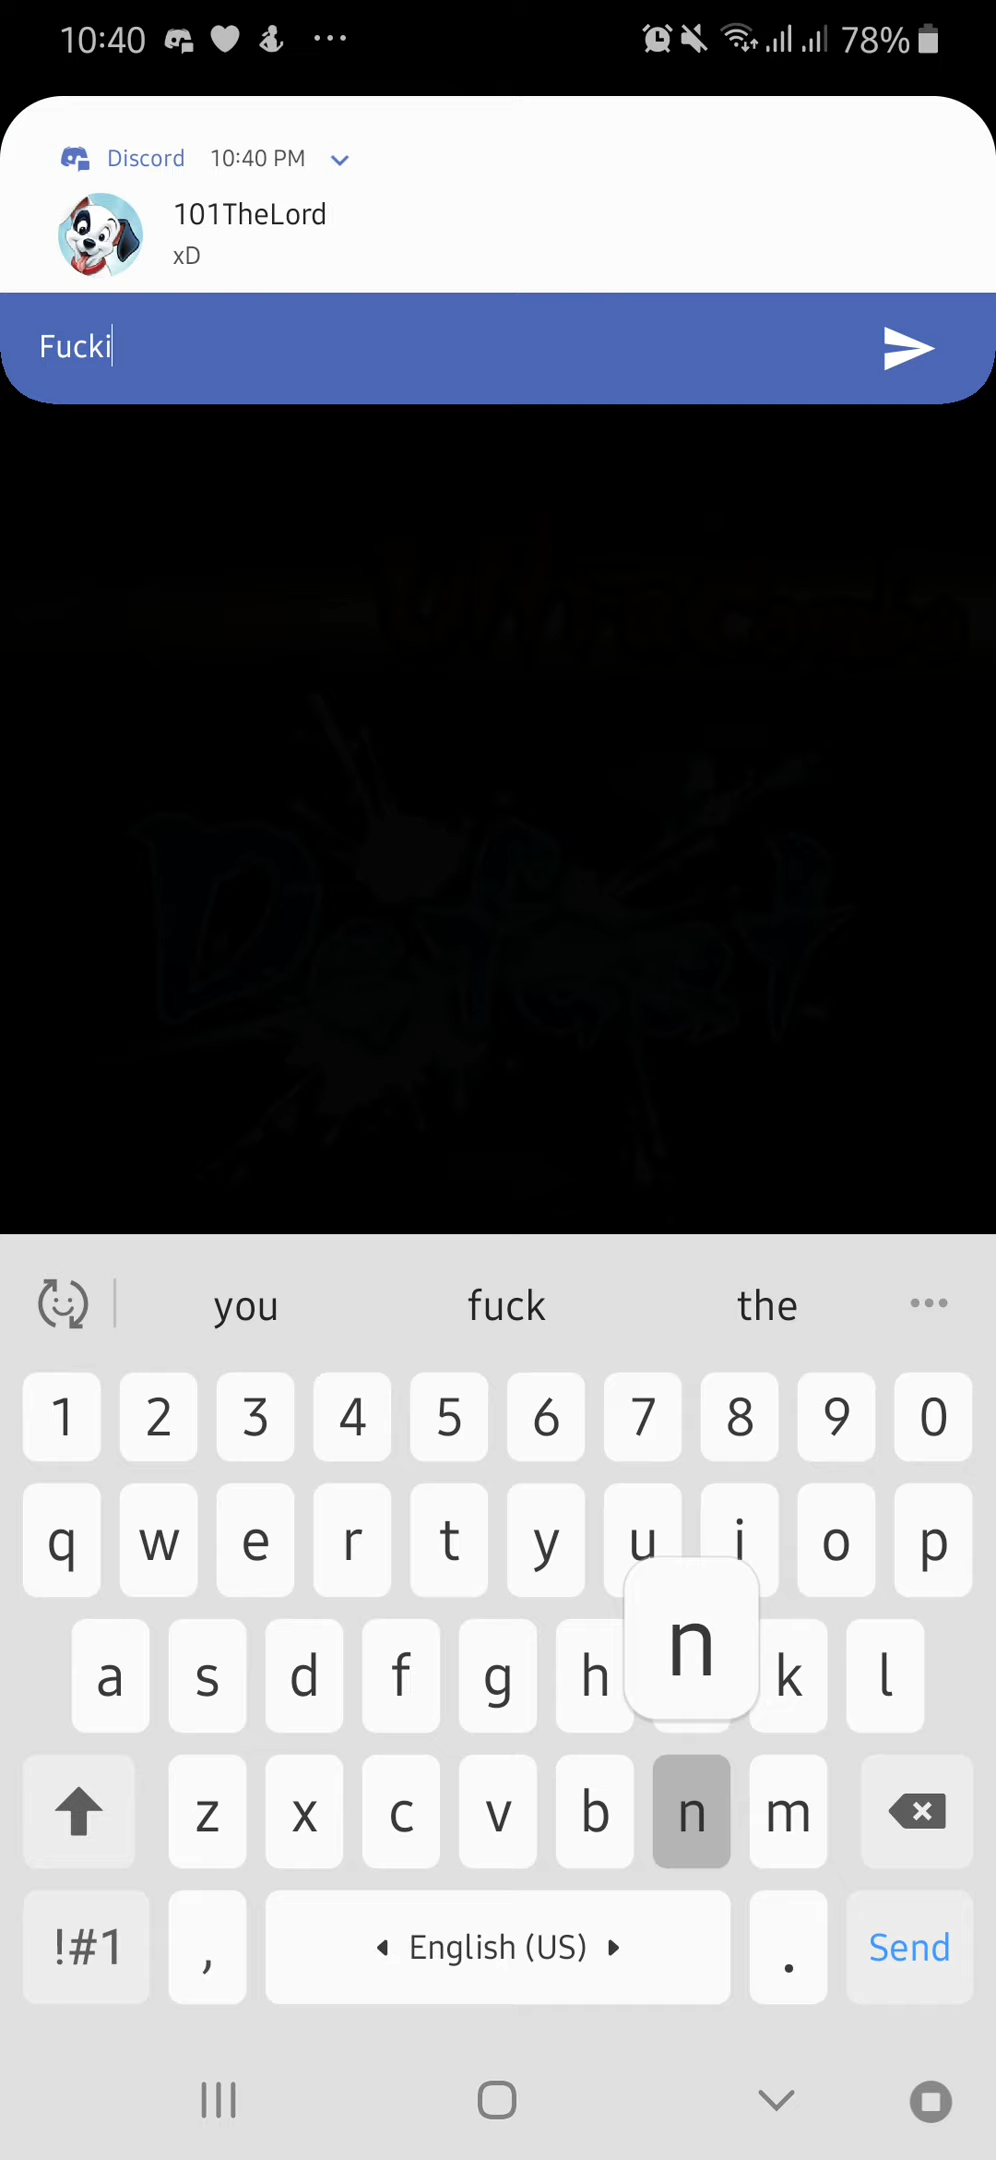 10:40 78%
Discord 10:40 PM
101TheLord
xD
Fucki
Defeat
you fuck the
1 2 3 4 5 6 7 8 9 0
q w e r t y u i o p
n
a s d f g h k l
z x c v b n m
!#1 , English (US) . Send